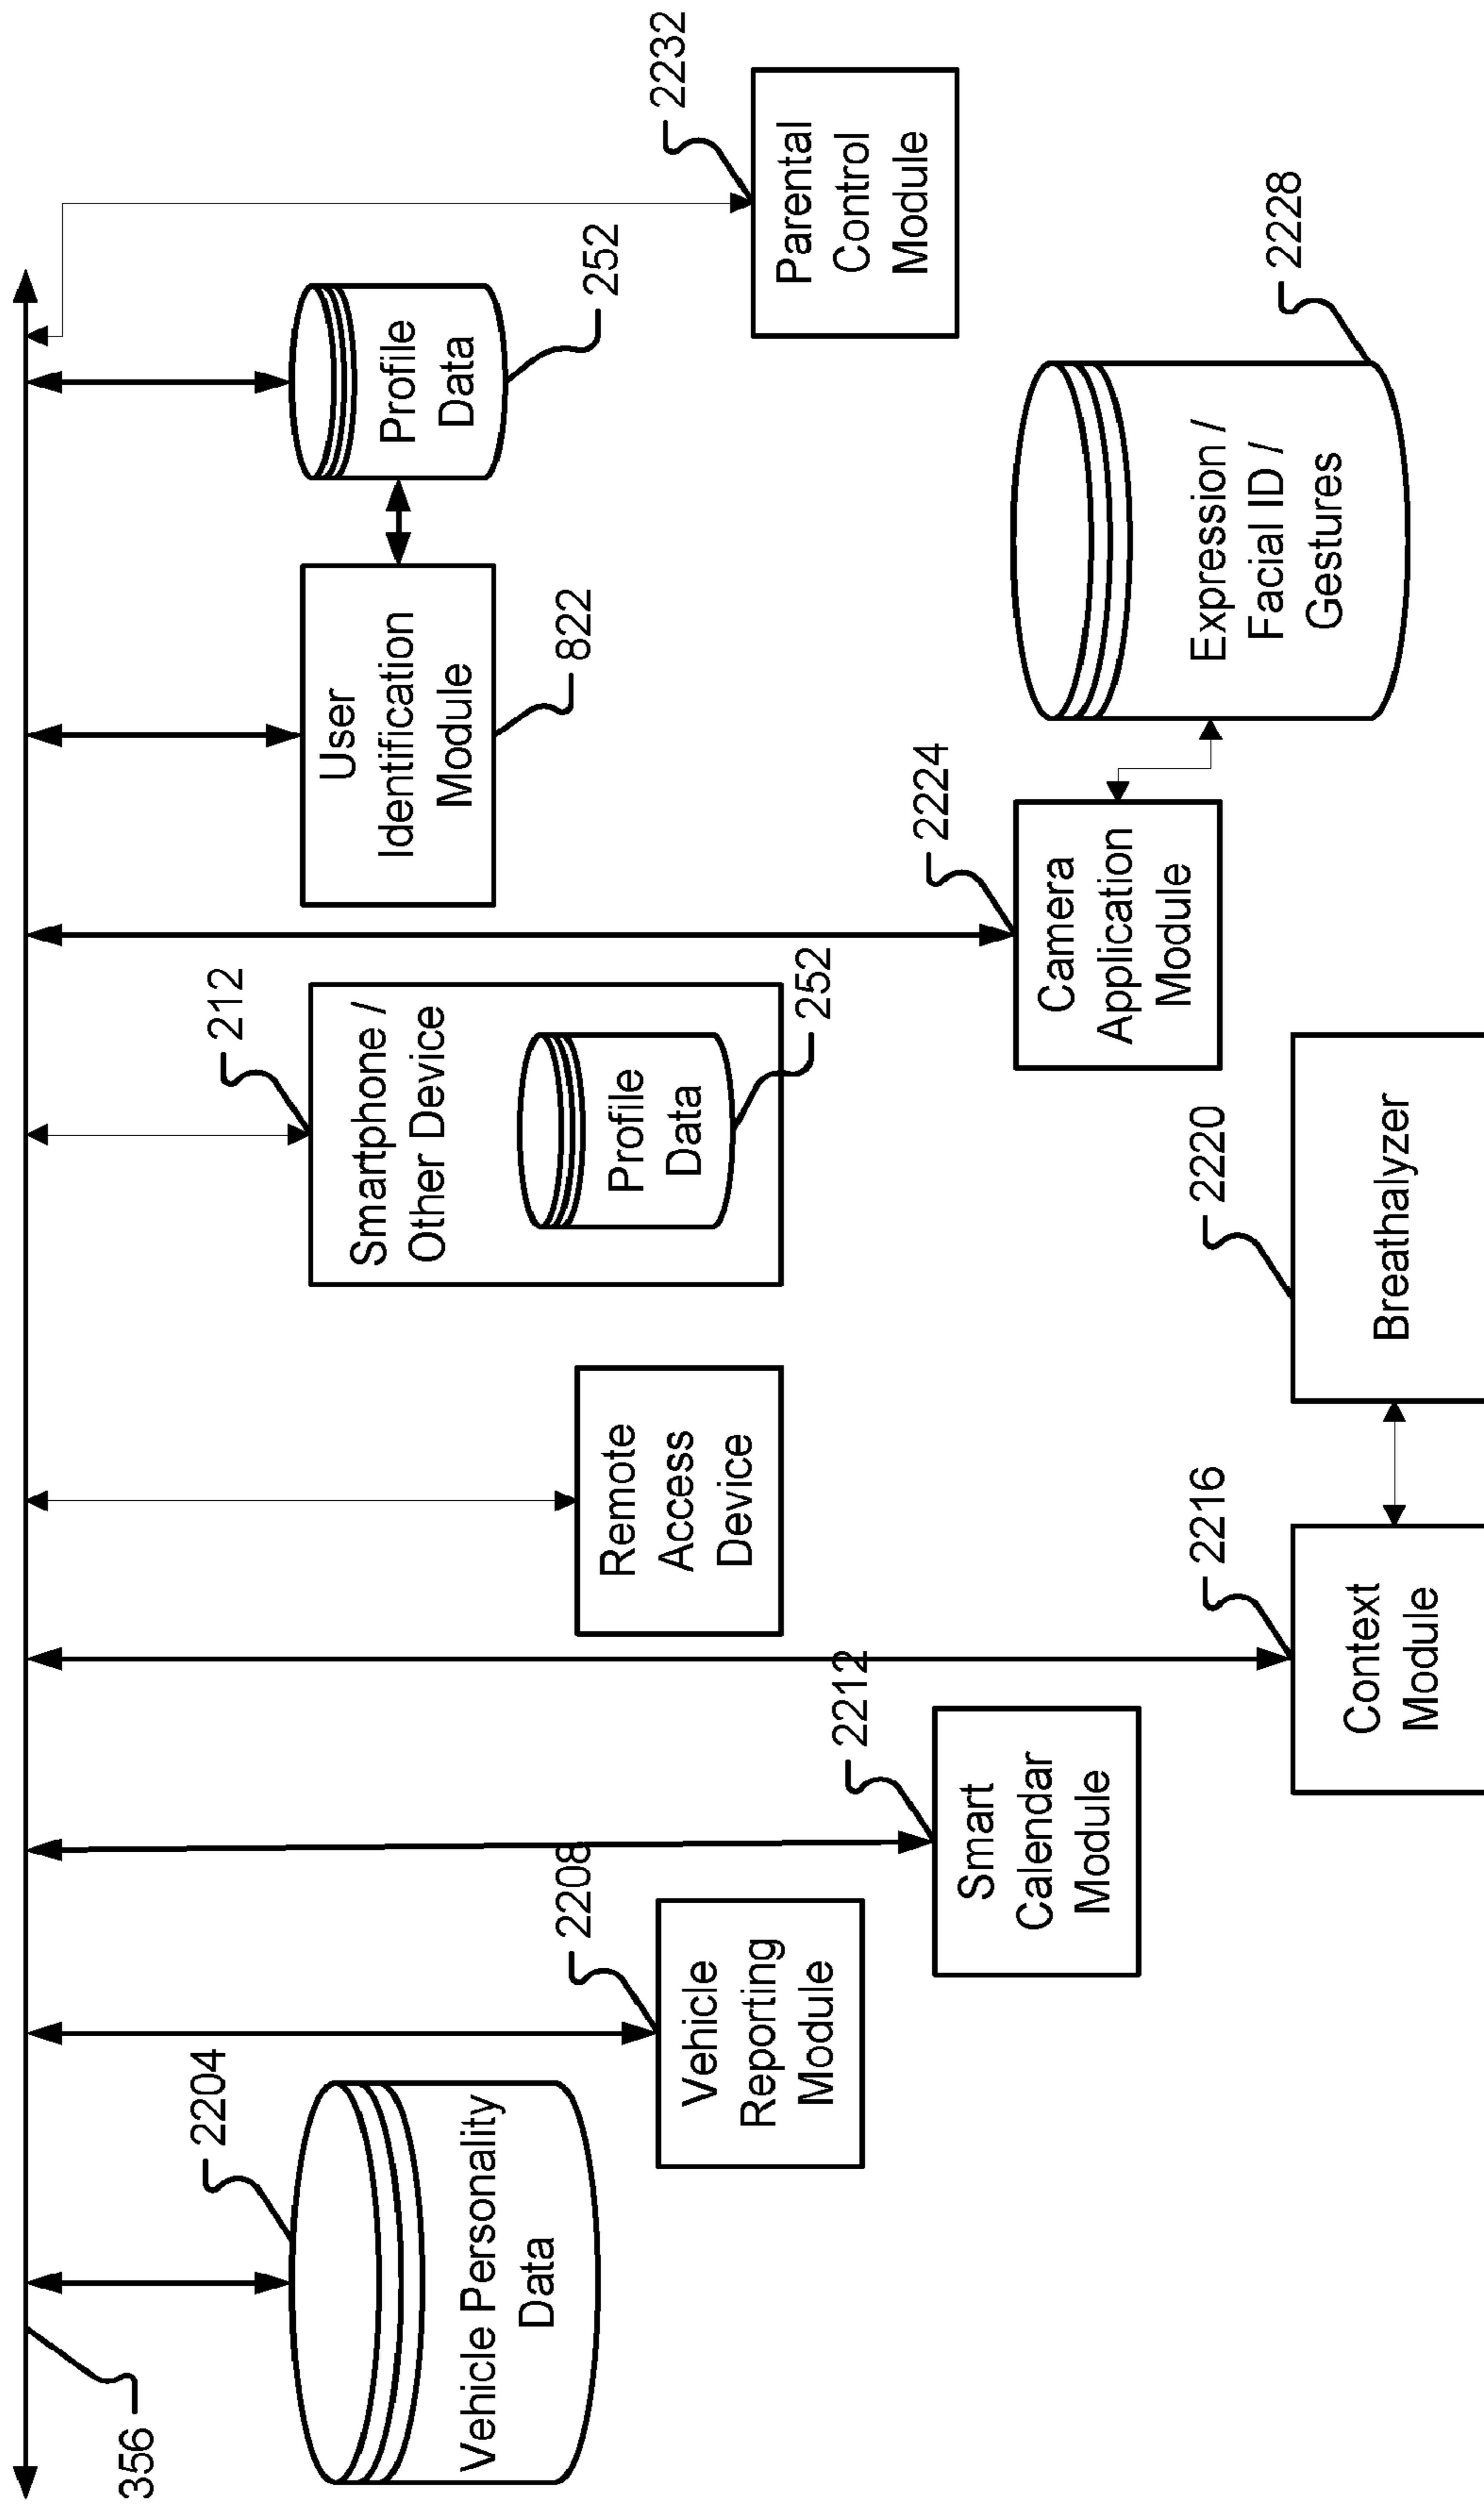 356
2204
Vehicle Personality
Data
2208
Vehicle
Reporting
Module
2212
Smart
Calendar
Module
2216
Context
Module
Remote
Access
Device
2220
Breathalyzer
212
Smartphone /
Other Device
Profile
Data
252
2224
Camera
Application
Module
User
Identification
Module
822
Profile
Data
252
Expression /
Facial ID /
Gestures
2228
2232
Parental
Control
Module